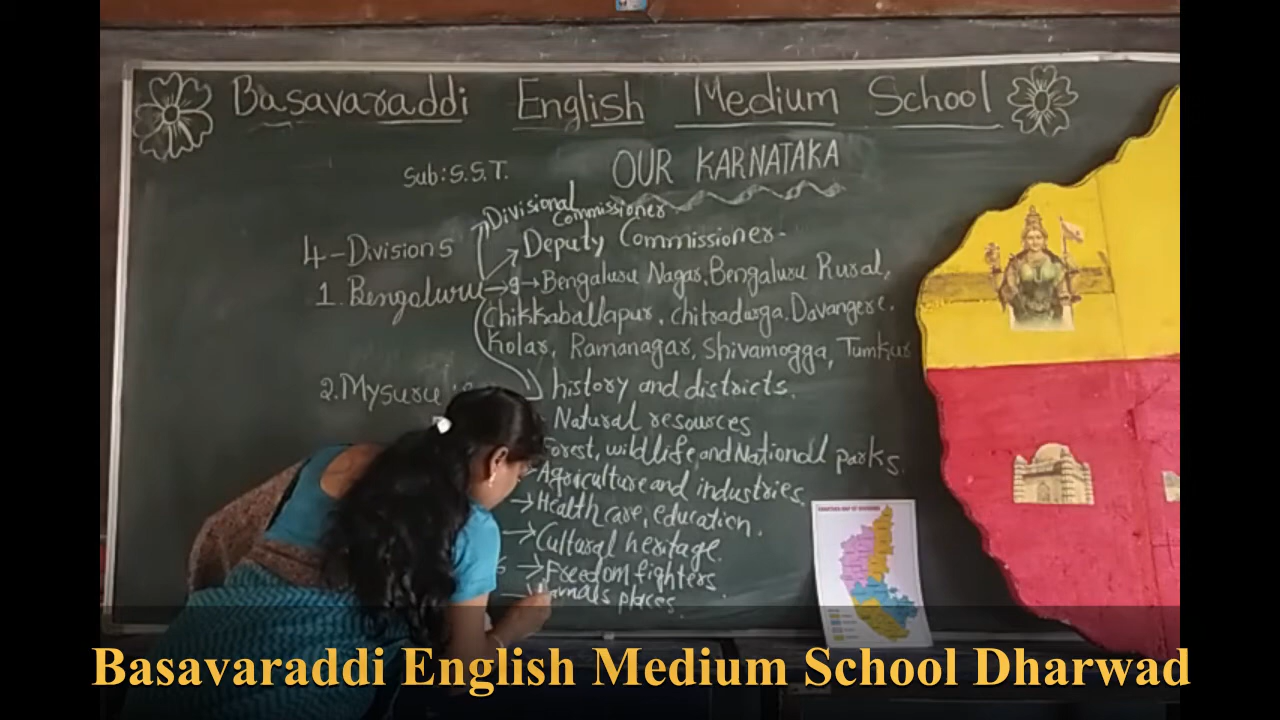 Basavaraddi English Medium School
Sub: S.S.T.
OUR KARNATAKA
Divisional Commissioner
4-Divisions
Deputy Commissioner-
1. Bengaluru
9→Bengaluru Nagar, Bengaluru Rural,
Chikkaballapur, Chitradurga, Davangere,
Kolar, Ramanagar, Shivamogga, Tumkur
2. Mysuru
history and districts.
Natural resources
Forest, wildlife, and National parks.
Agriculture and industries
→Health care, education.
→Cultural heritage.
→Freedom fighters.
places
Basavaraddi English Medium School Dharwad